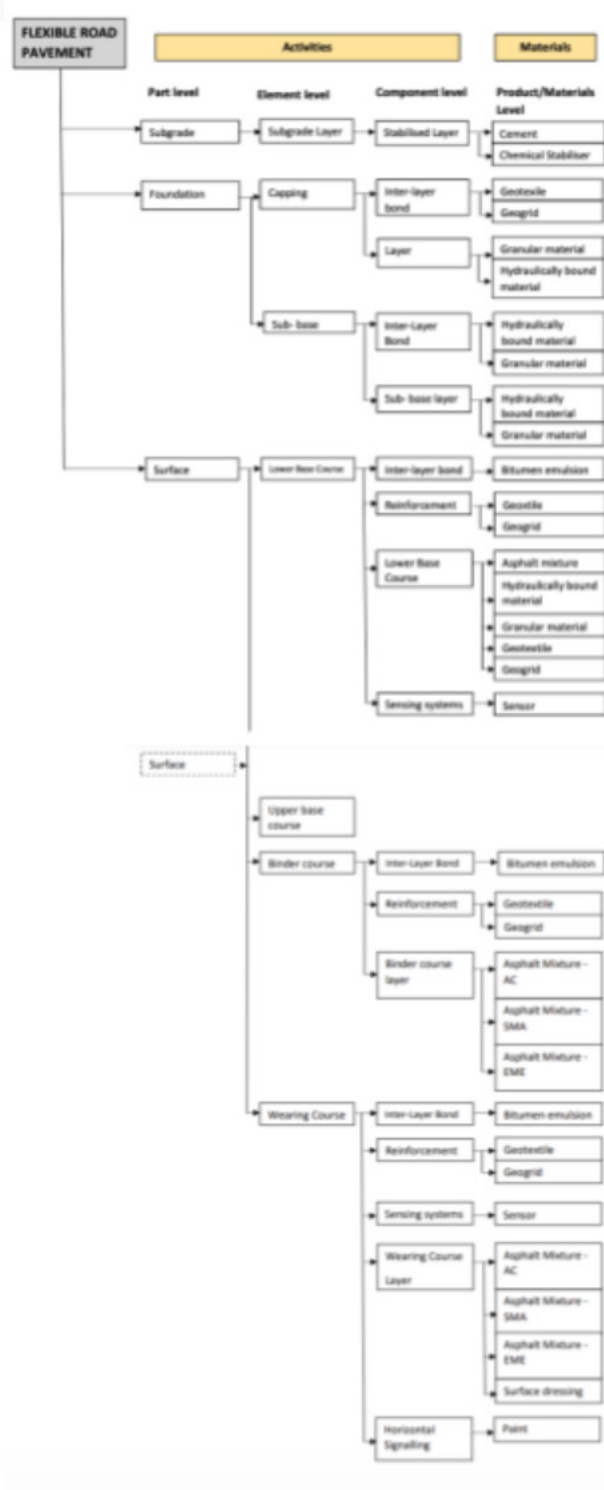 FLEXIBLE ROAD
PAVEMENT
Activities
Materials
Part level
Element level
Component level
Product/Materials
Level
Subgrade
Subgrade Layer
Stabilised Layer
Cement
Chemical Stabiliser
Foundation
Capping
Inter-layer
bond
Geotexile
Geogrid
Layer
Granular material
Hydraulically bound
material
Sub- base
Inter-Layer
Bond
Hydraulically
bound material
Granular material
Sub- base layer
Hydraulically
bound material
Granular material
Surface
Lower Base Course
Inter-layer bond
Bitumen emulsion
Reinforcement
Geogrid
Lower Base
Course
Asphalt mixture
Hydraulically bound
material
Granular material
Geotextile
Geogrid
Sensing systems
Sensor
Surface
Upper base
course
Binder course
Inter-Layer Bond
Bitumen emulsion
Reinforcement
Geotextile
Geogrid
Binder course
layer
Asphalt Mixture -
AC
Asphalt Mixture -
SMA
Asphalt Mixture -
EME
Wearing Course
Inter-Layer Bond
Bitumen emulsion
Reinforcement
Geotextile
Geogrid
Sensing systems
Sensor
Wearing Course
Layer
Asphalt Mixture -
AC
Asphalt Mixture -
SMA
Asphalt Mixture -
EME
Surface dressing
Horizontal
Signalling
Paint